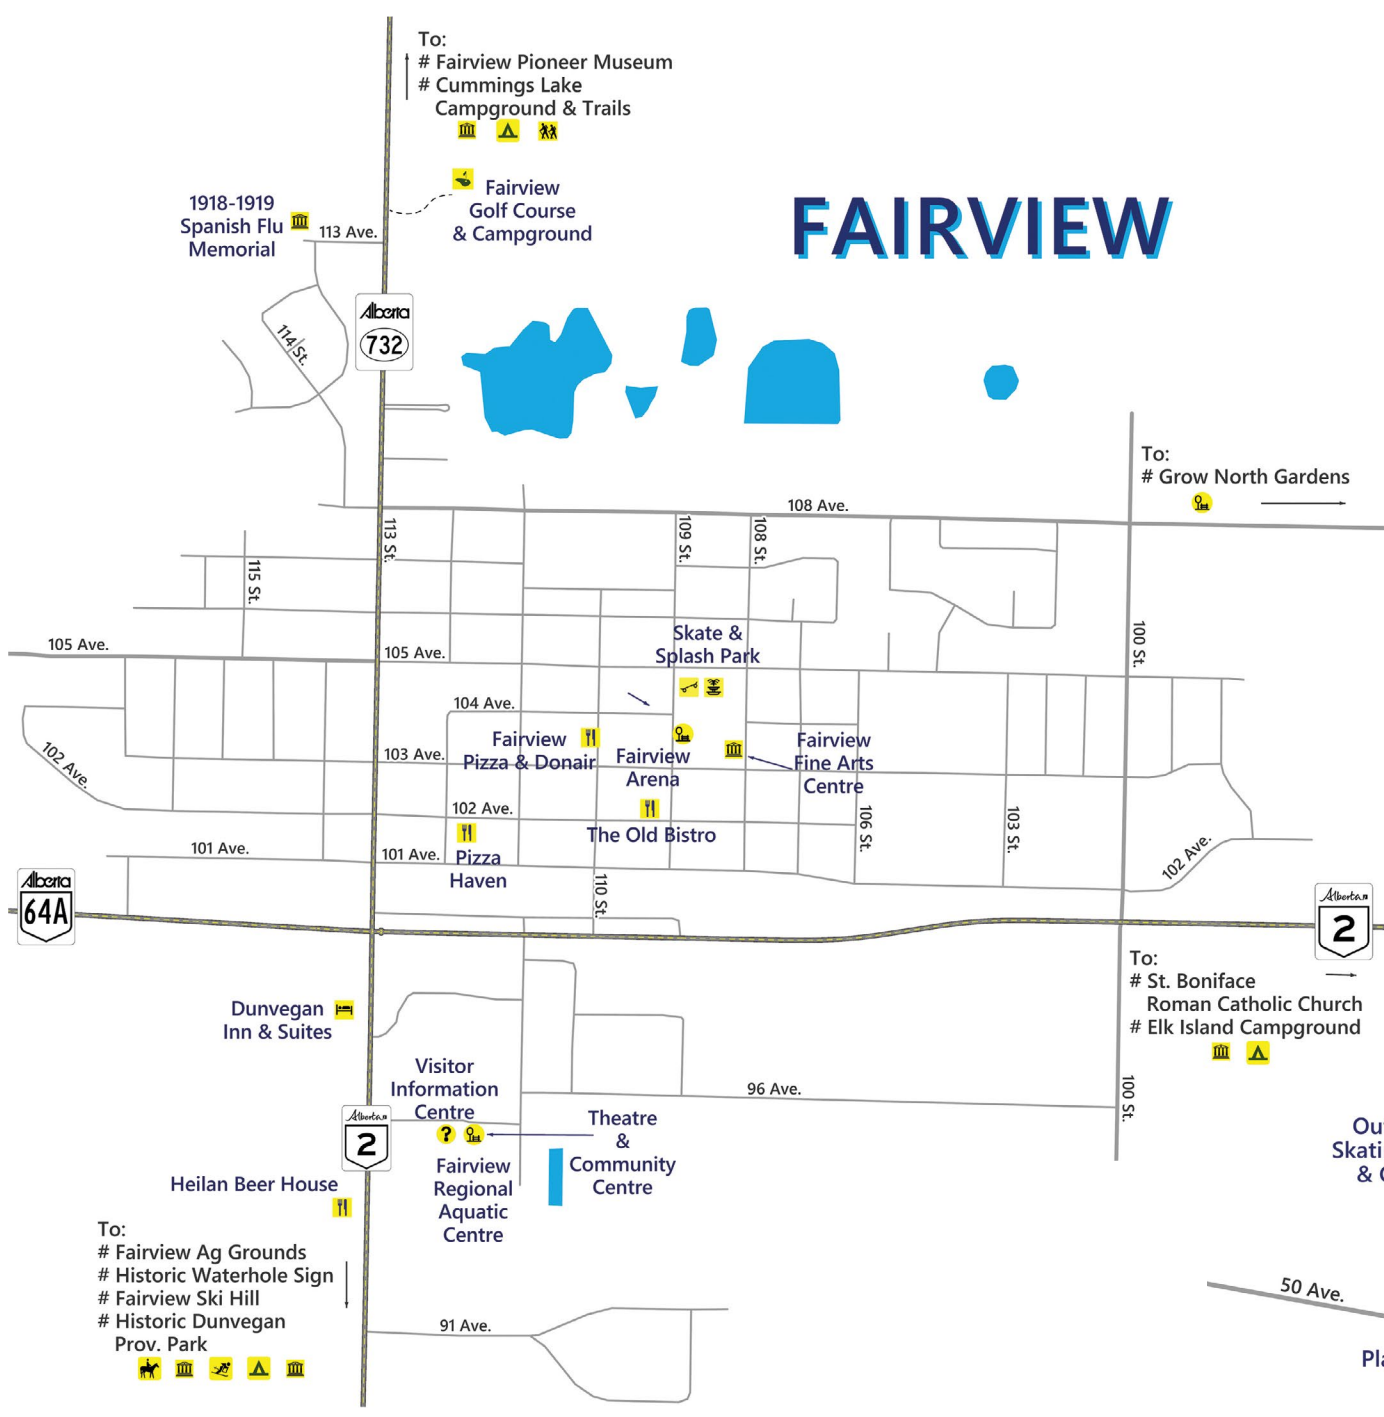 To:
# Fairview Pioneer Museum
# Cummings Lake
Campground & Trails
Fairview
Golf Course
& Campground
1918-1919
Spanish Flu
Memorial
113 Ave.
FAIRVIEW
Alberta
732
114 St.
To:
# Grow North Gardens
108 Ave.
113 St.
109 St.
108 St.
115 St.
100 St.
105 Ave.
105 Ave.
Skate &
Splash Park
104 Ave.
103 Ave.
102 Ave.
Fairview
Pizza & Donair
Fairview
Arena
Fairview
Fine Arts
Centre
102 Ave.
The Old Bistro
106 St.
103 St.
101 Ave.
101 Ave.
Pizza
Haven
102 Ave.
110 St.
Alberta
64A
Alberta
2
To:
# St. Boniface
Roman Catholic Church
# Elk Island Campground
Dunvegan
Inn & Suites
Visitor
Information
Centre
?
96 Ave.
100 St.
Theatre
&
Community
Centre
Alberta
2
Fairview
Regional
Aquatic
Centre
Heilan Beer House
To:
# Fairview Ag Grounds
# Historic Waterhole Sign
# Fairview Ski Hill
# Historic Dunvegan
Prov. Park
91 Ave.
50 Ave.